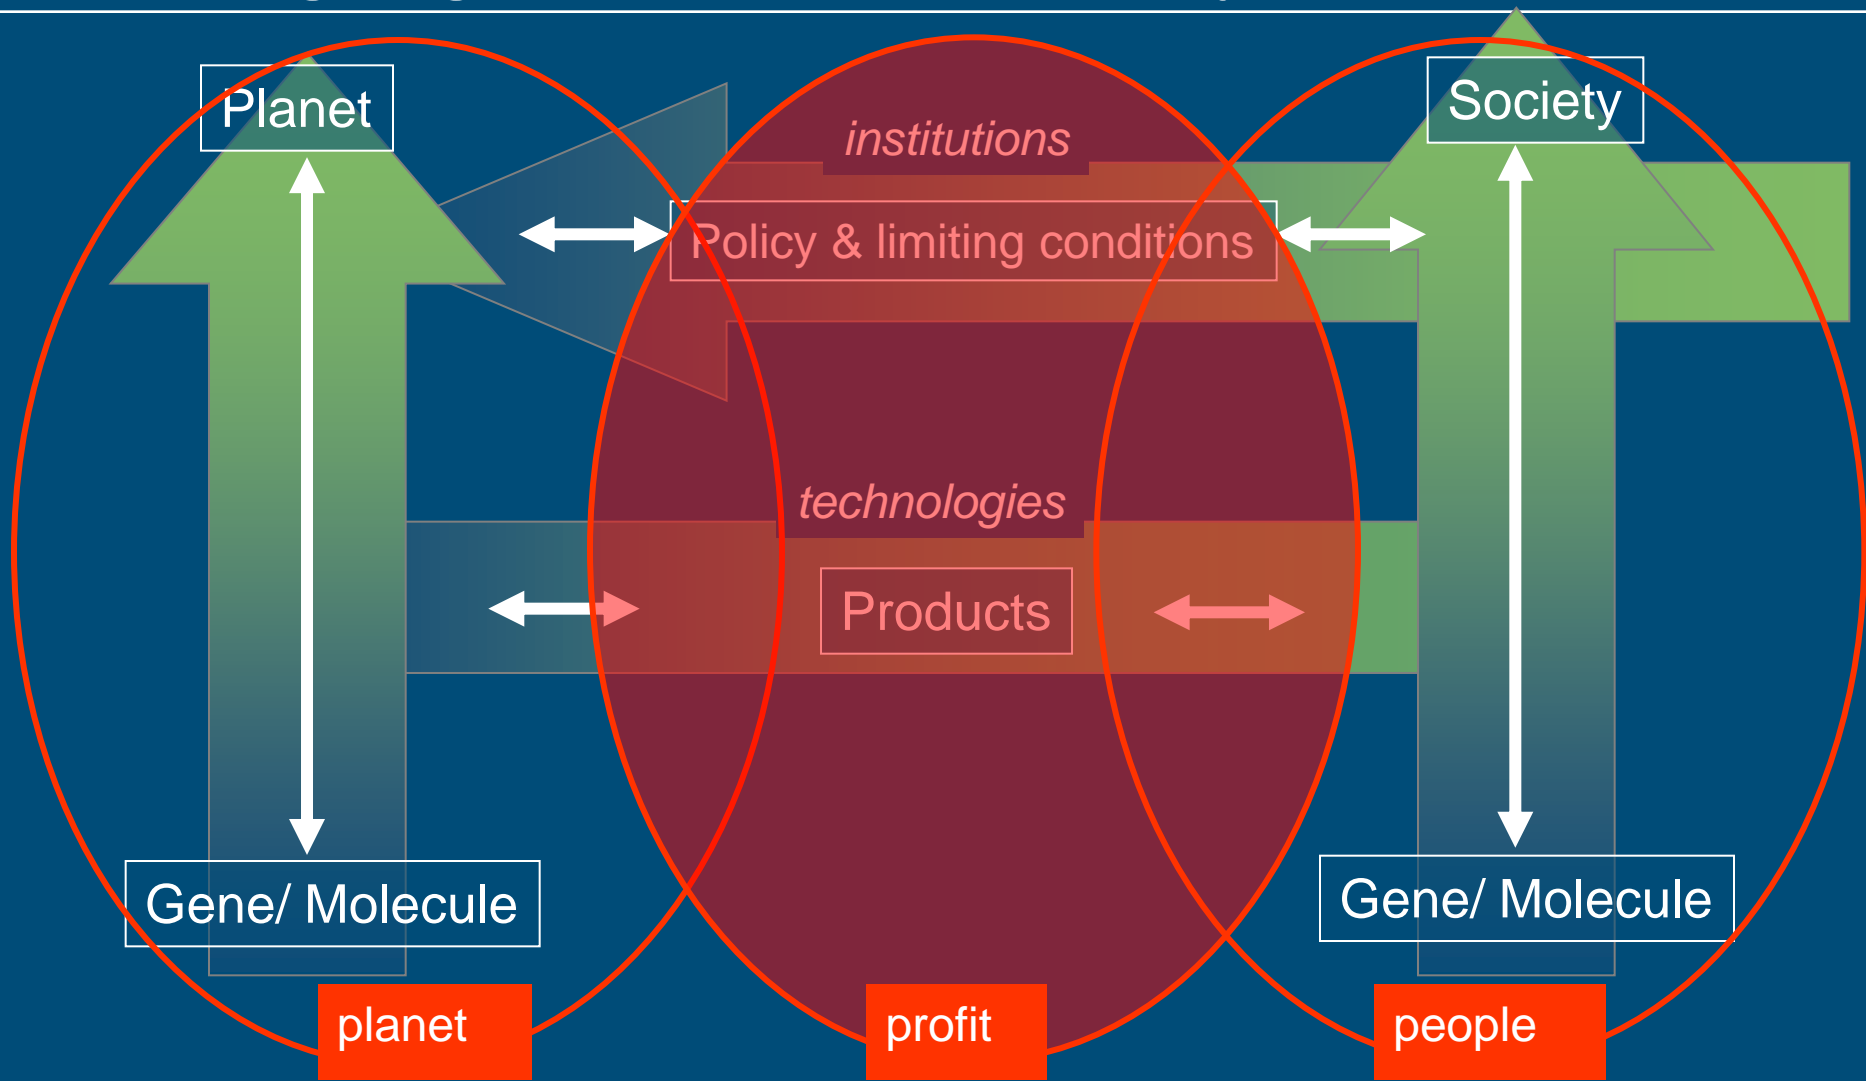 Planet
Society
institutions
Policy & limiting conditions
technologies
Products
Gene/ Molecule
Gene/ Molecule
planet
profit
people